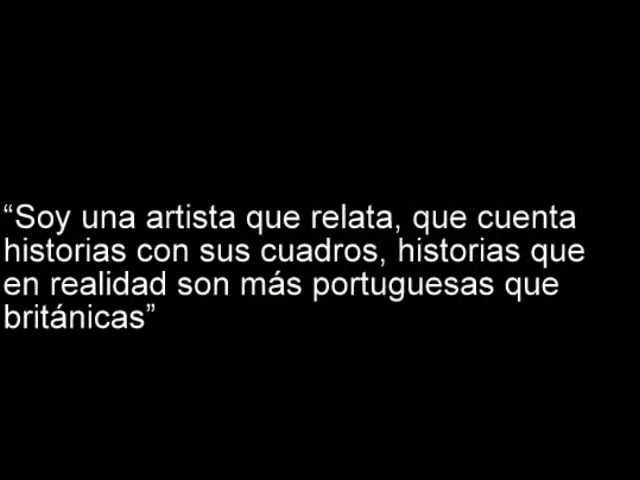 “Soy una artista que relata, que cuenta
historias con sus cuadros, historias que
en realidad son más portuguesas que
británicas”